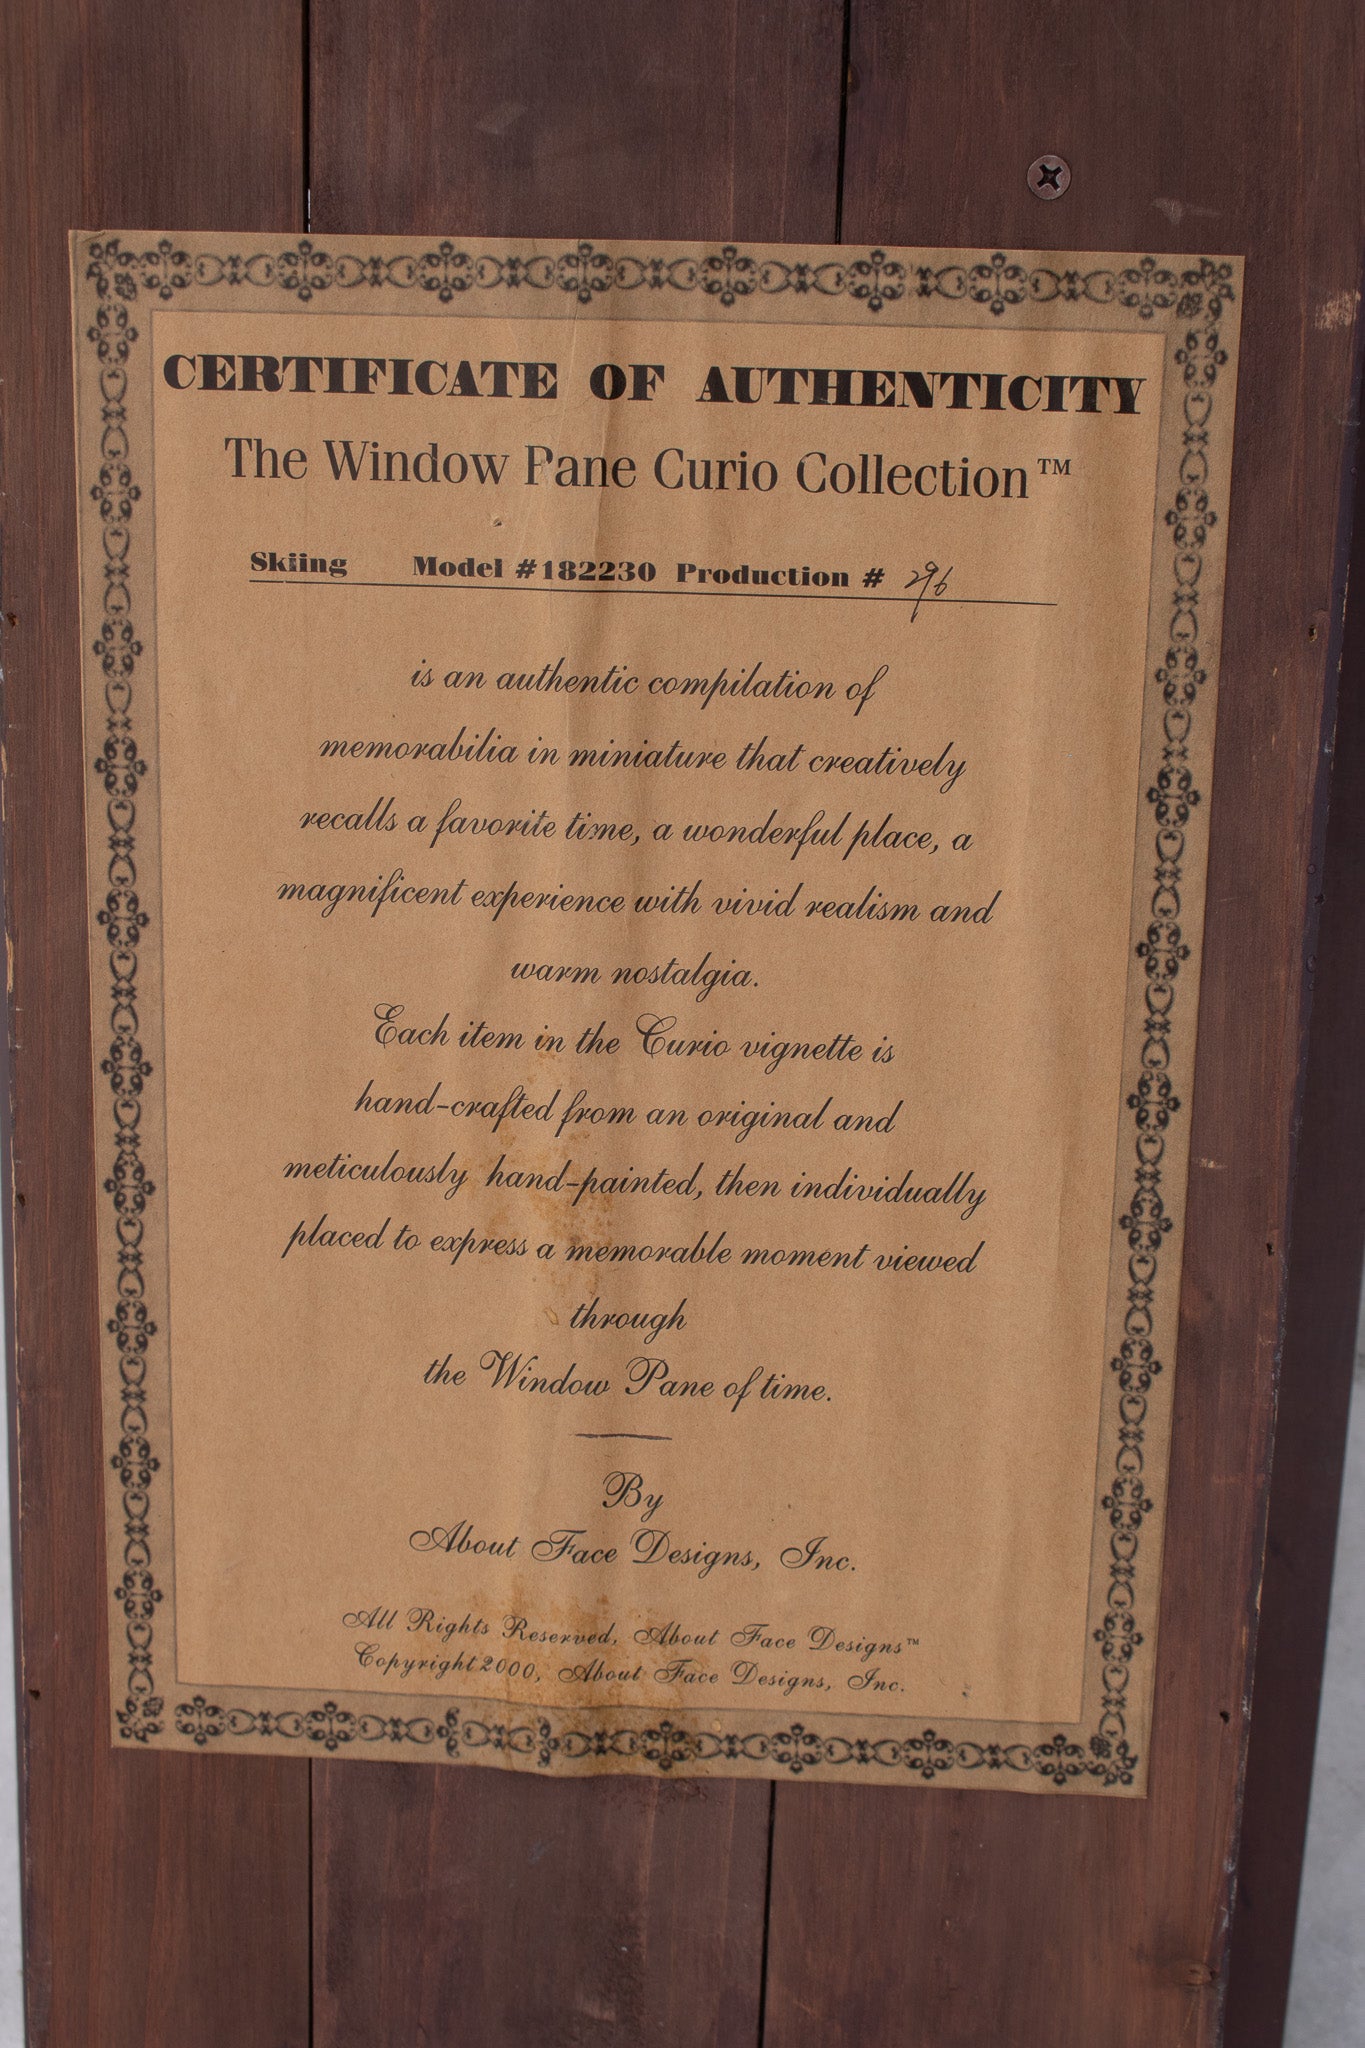 CERTIFICATE OF AUTHENTICITY
The Window Pane Curio Collection™
Skiing Model #182230 Production # 296
is an authentic compilation of
memorabilia in miniature that creatively
recalls a favorite time, a wonderful place, a
magnificent experience with vivid realism and
warm nostalgia.
Each item in the Curio vignette is
hand-crafted from an original and
meticulously hand-painted, then individually
placed to express a memorable moment viewed
through
the Window Pane of time.
By
About Face Designs, Inc.
All Rights Reserved, About Face Designs™
Copyright 2000, About Face Designs, Inc.